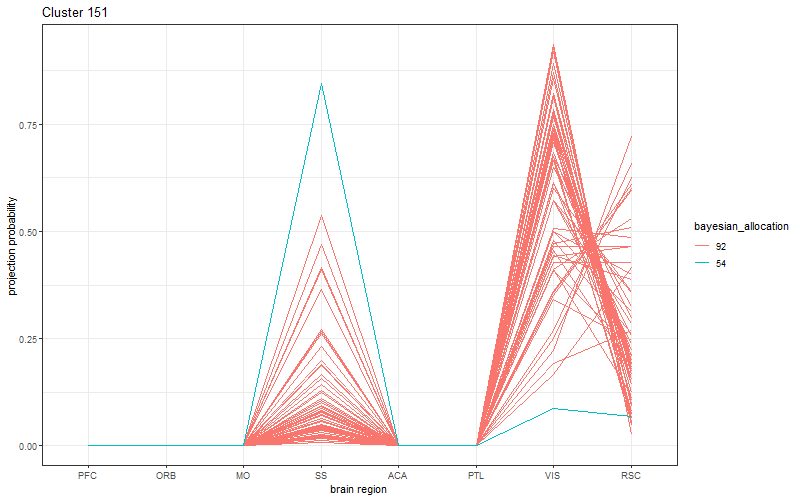 Cluster 151
projection probability
0.75
0.50
0.25
0.00
PFC ORB MO SS ACA PTL VIS RSC
brain region
bayesian_allocation
92
54